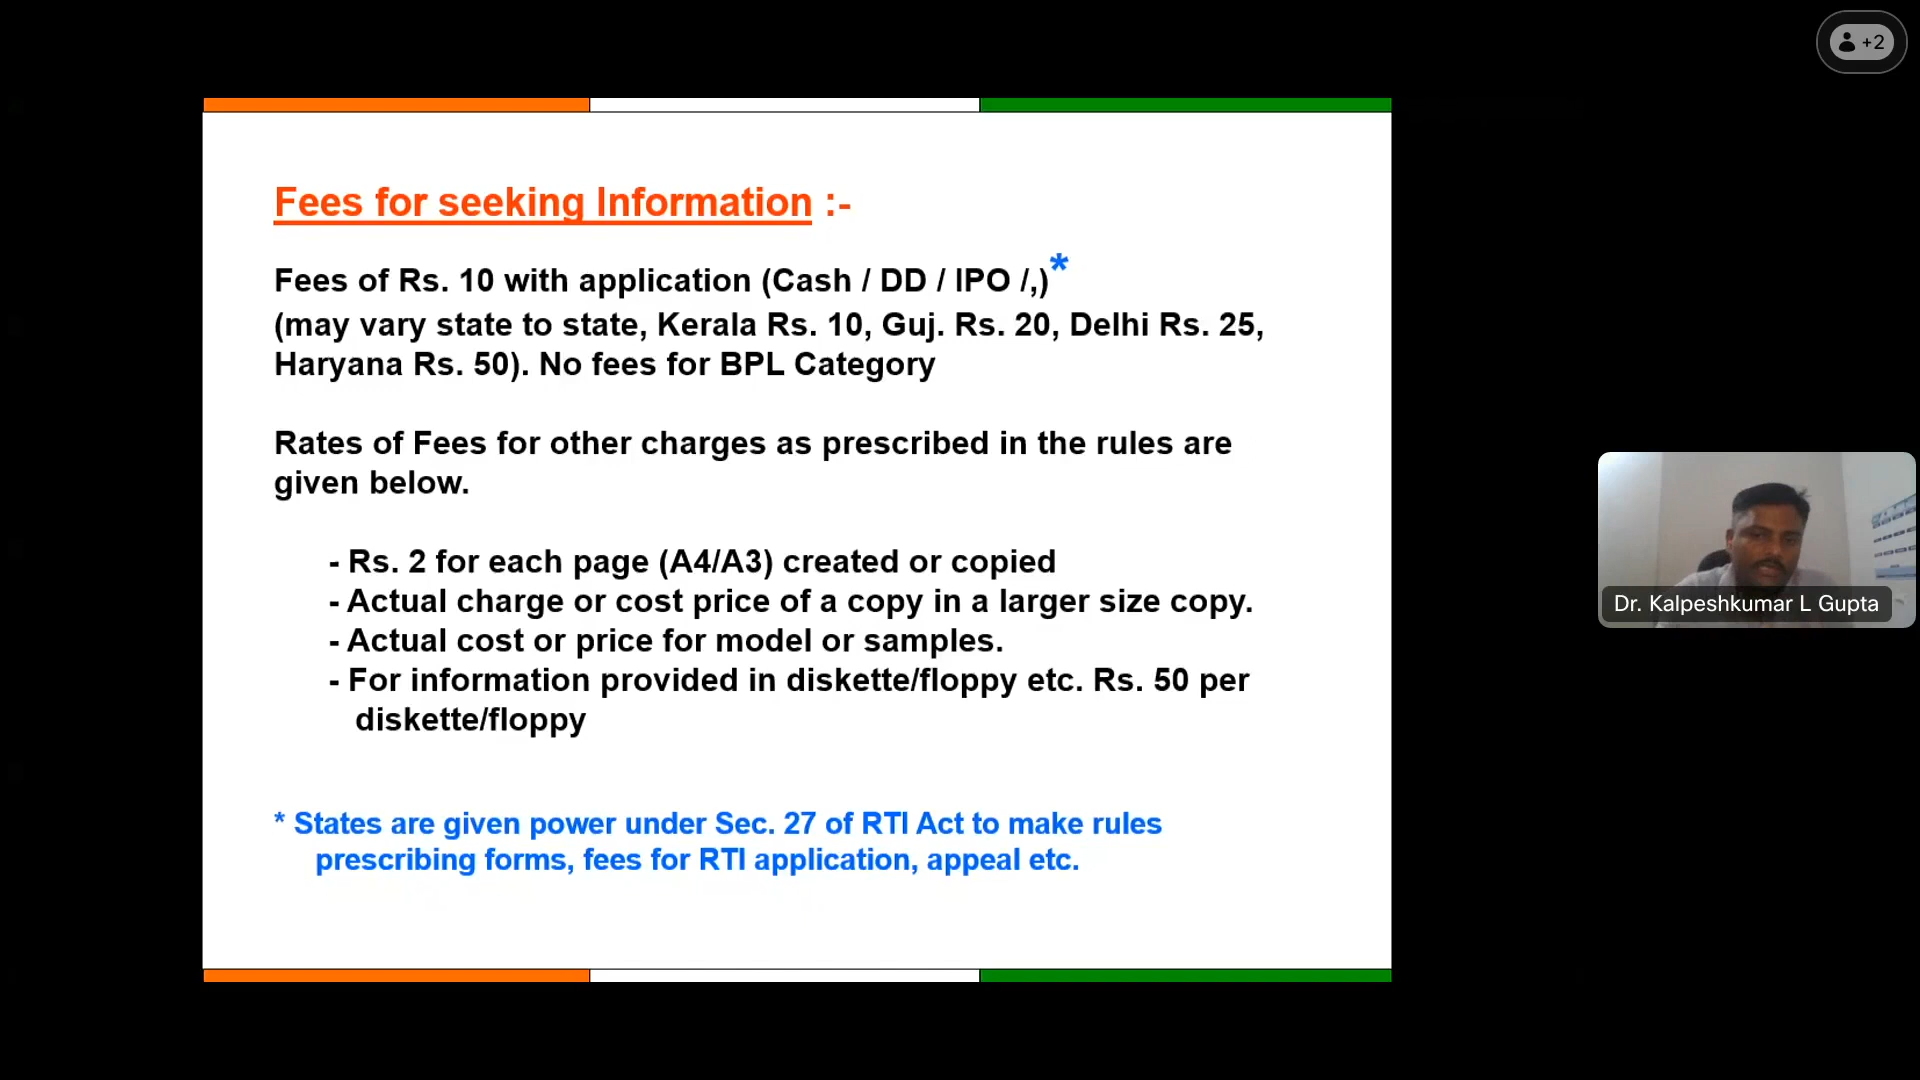 +2
Fees for seeking Information :-
Fees of Rs. 10 with application (Cash / DD / IPO /,)*
(may vary state to state, Kerala Rs. 10, Guj. Rs. 20, Delhi Rs. 25,
Haryana Rs. 50). No fees for BPL Category
Rates of Fees for other charges as prescribed in the rules are
given below.
- Rs. 2 for each page (A4/A3) created or copied
- Actual charge or cost price of a copy in a larger size copy.
- Actual cost or price for model or samples.
- For information provided in diskette/floppy etc. Rs. 50 per
diskette/floppy
* States are given power under Sec. 27 of RTI Act to make rules
prescribing forms, fees for RTI application, appeal etc.
Dr. Kalpeshkumar L Gupta